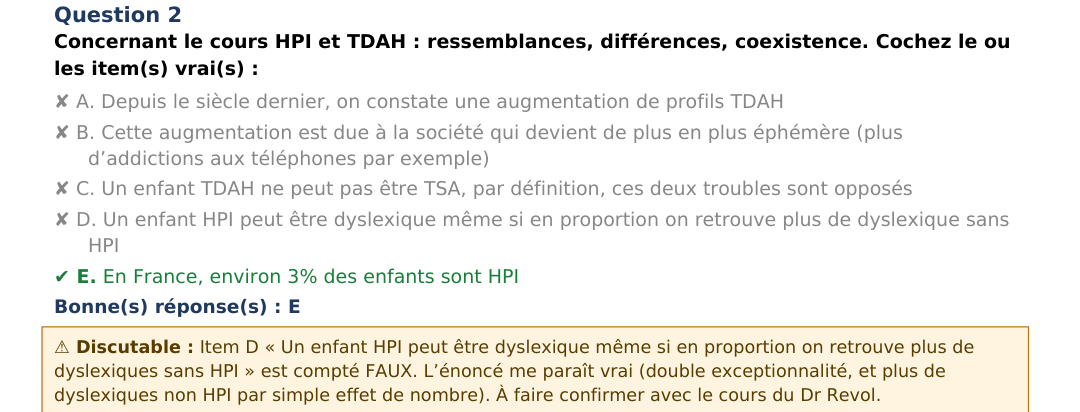 Question 2
Concernant le cours HPI et TDAH : ressemblances, différences, coexistence. Cochez le ou
les item(s) vrai(s) :
✘ A. Depuis le siècle dernier, on constate une augmentation de profils TDAH
✘ B. Cette augmentation est due à la société qui devient de plus en plus éphémère (plus
d’addictions aux téléphones par exemple)
✘ C. Un enfant TDAH ne peut pas être TSA, par définition, ces deux troubles sont opposés
✘ D. Un enfant HPI peut être dyslexique même si en proportion on retrouve plus de dyslexique sans
HPI
✔ E. En France, environ 3% des enfants sont HPI
Bonne(s) réponse(s) : E
⚠ Discutable : Item D « Un enfant HPI peut être dyslexique même si en proportion on retrouve plus de
dyslexiques sans HPI » est compté FAUX. L’énoncé me paraît vrai (double exceptionnalité, et plus de
dyslexiques non HPI par simple effet de nombre). À faire confirmer avec le cours du Dr Revol.